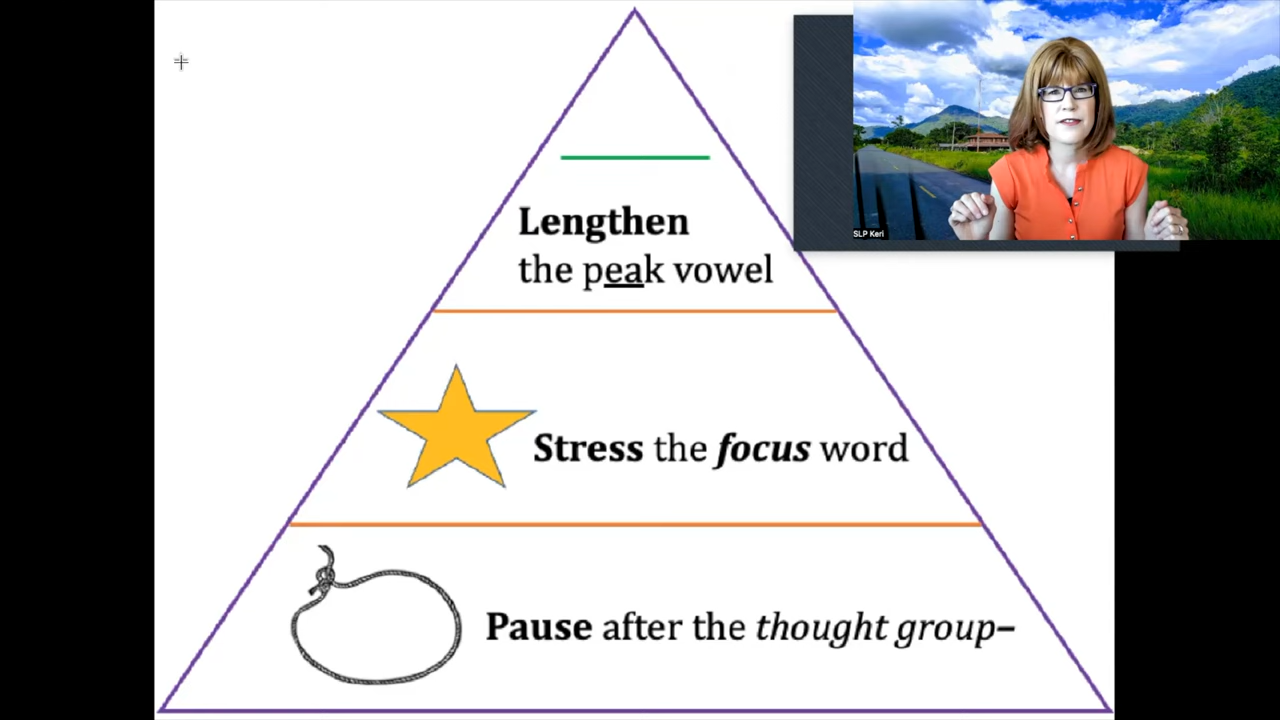 SLP Keri
Lengthen
the peak vowel
Stress the focus word
Pause after the thought group–